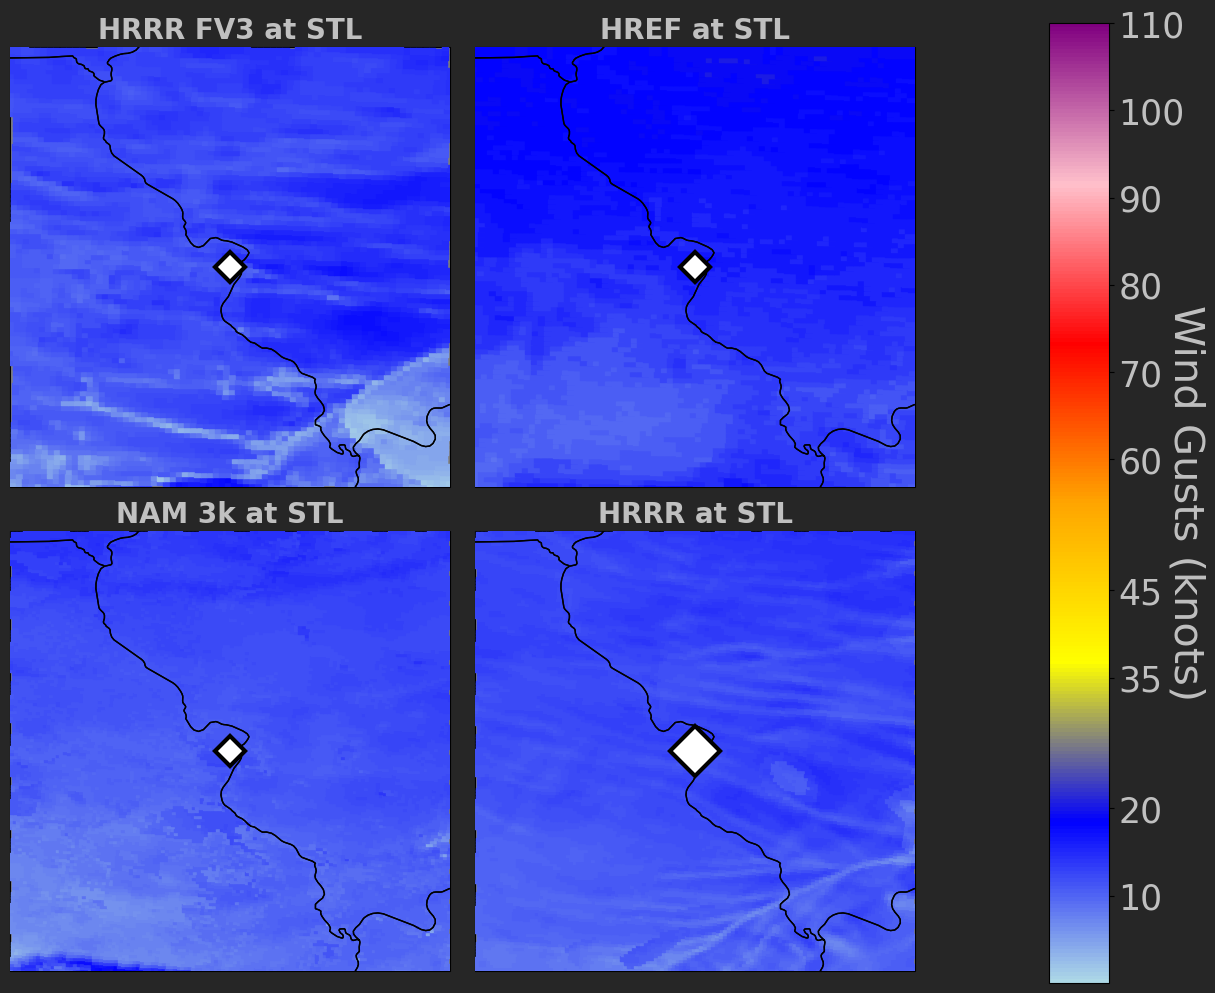 HRRR FV3 at STL
HREF at STL
NAM 3k at STL
HRRR at STL
110
100
90
80
70
60
45
35
20
10
Wind Gusts (knots)